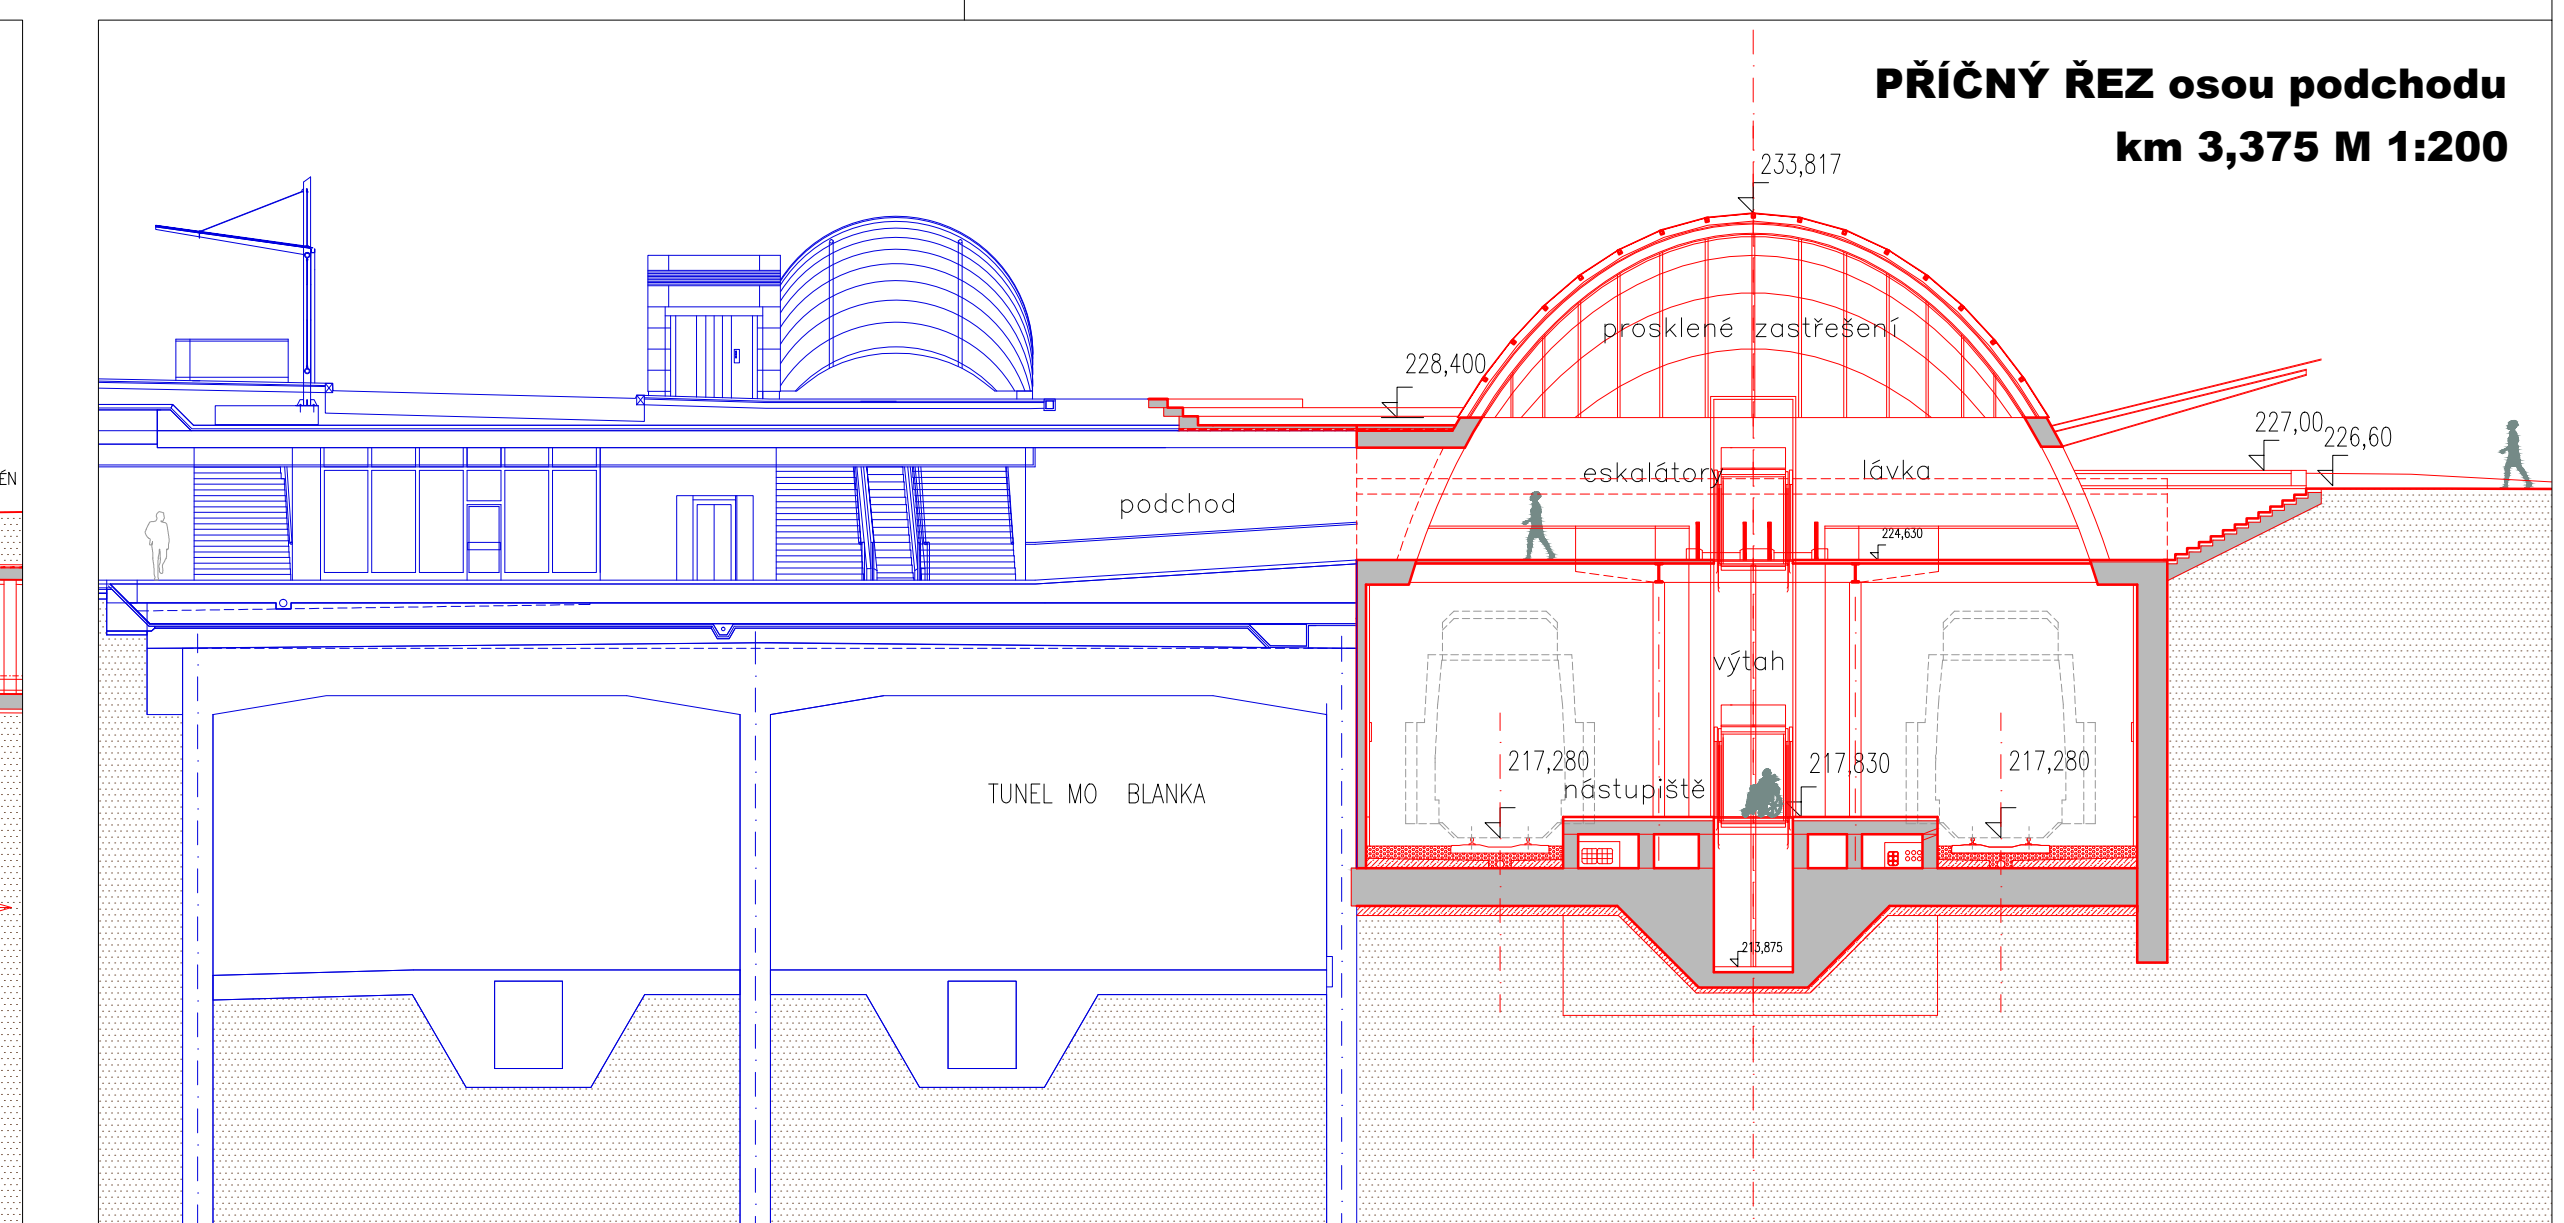 PŘÍČNÝ ŘEZ osou podchodu
km 3,375 M 1:200
233,817
prosklené zastřešení
228,400
227,00
226,60
eskalátory
lávka
ÉN
podchod
224,630
výtah
217,280
217,830
217,280
nástupiště
TUNEL MO BLANKA
213,875